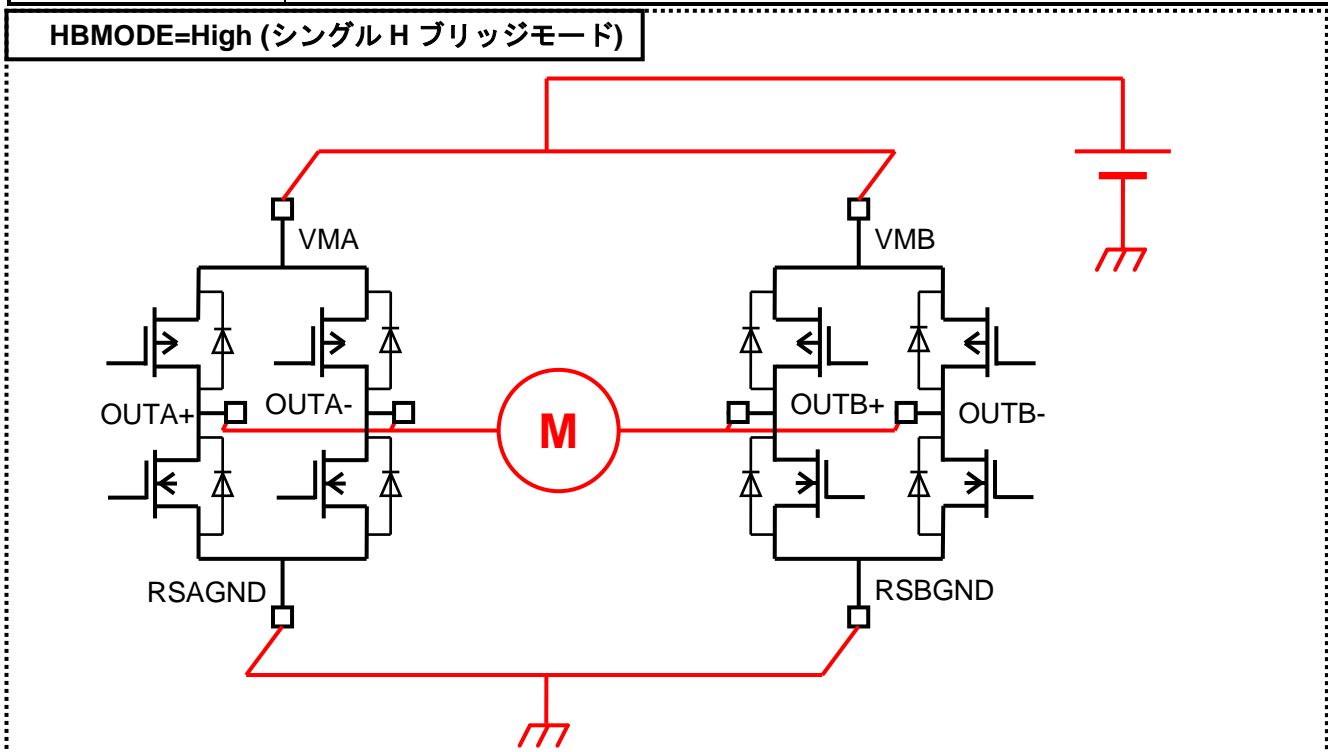 HBMODE=High (シングル H ブリッジモード)
VMA
VMB
OUTA+
OUTA-
M
OUTB+
OUTB-
RSAGND
RSBGND